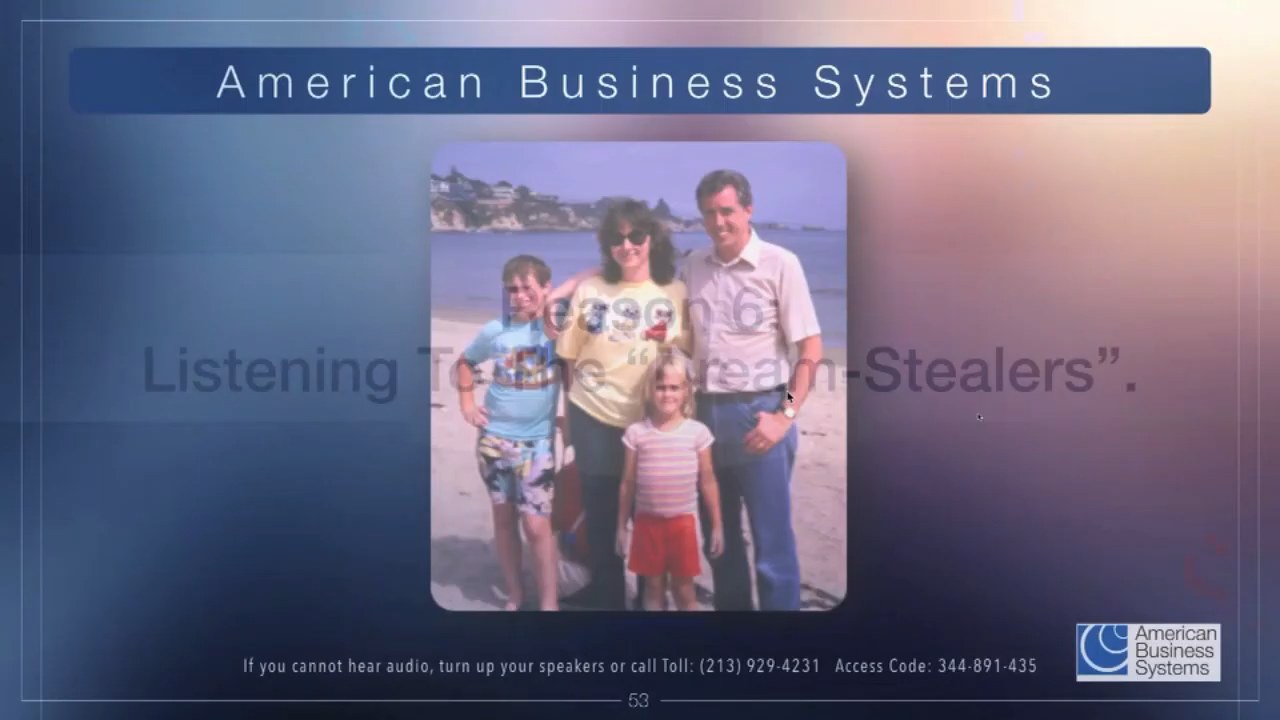 American Business Systems
Reason 6
Listening To The “Dream-Stealers”.
American
Business
Systems
If you cannot hear audio, turn up your speakers or call Toll: (213) 929-4231 Access Code: 344-891-435
53